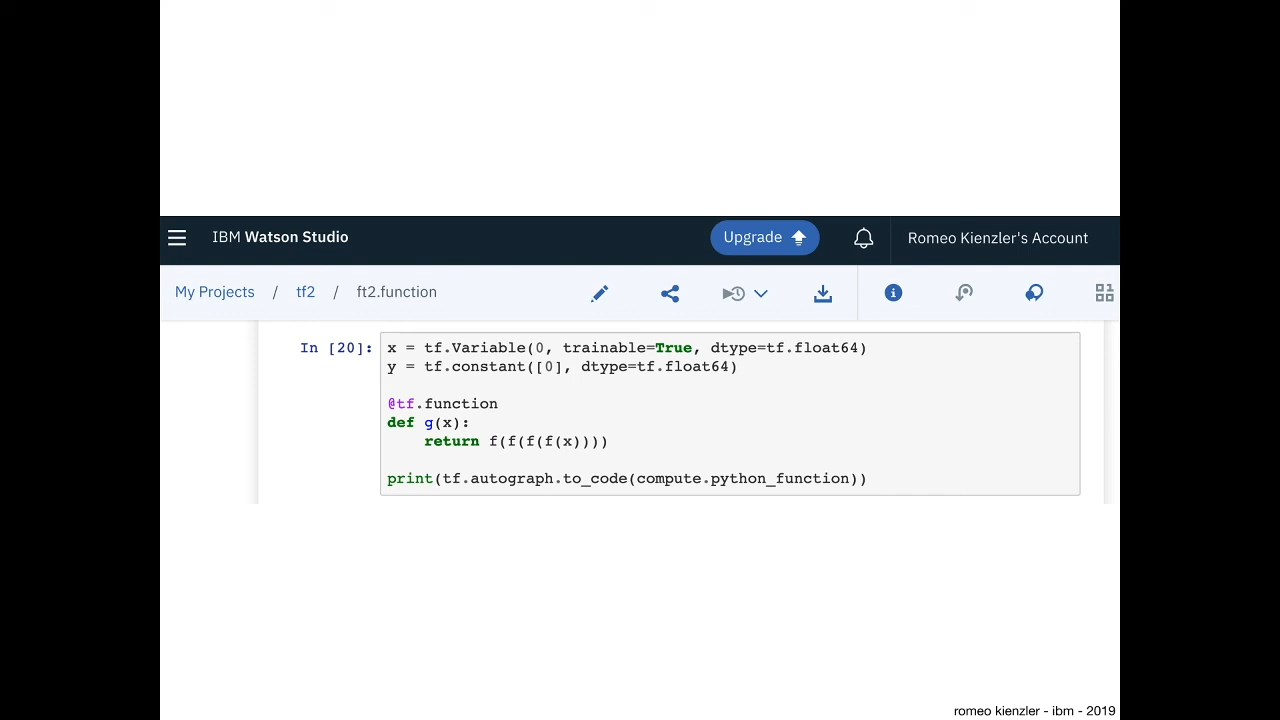 IBM Watson Studio
Upgrade
Romeo Kienzler's Account
My Projects / tf2 / ft2.function
In [20]:
x = tf.Variable(0, trainable=True, dtype=tf.float64)
y = tf.constant([0], dtype=tf.float64)
@tf.function
def g(x):
    return f(f(f(f(x))))
print(tf.autograph.to_code(compute.python_function))
romeo kienzler - ibm - 2019